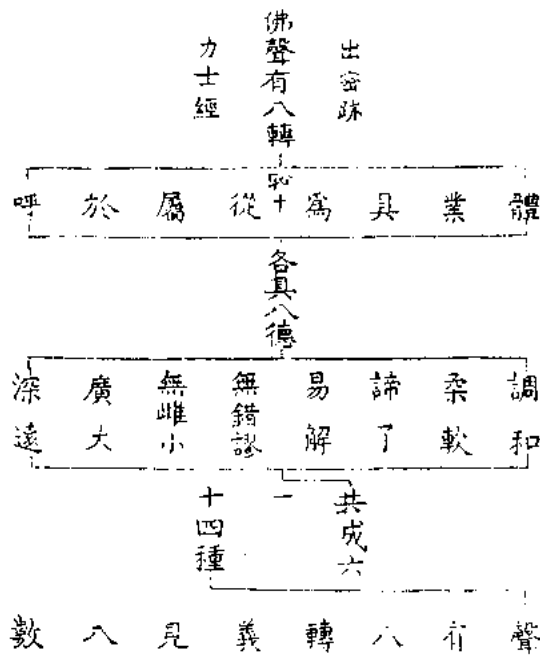 佛聲有八轉
出密跡
力士經
體業具爲從屬於呼
各具八德
調和
柔軟
諦了
易解
無錯謬
無雌小
廣大
深遠
共成六
一
十四種
聲有八轉義見八數